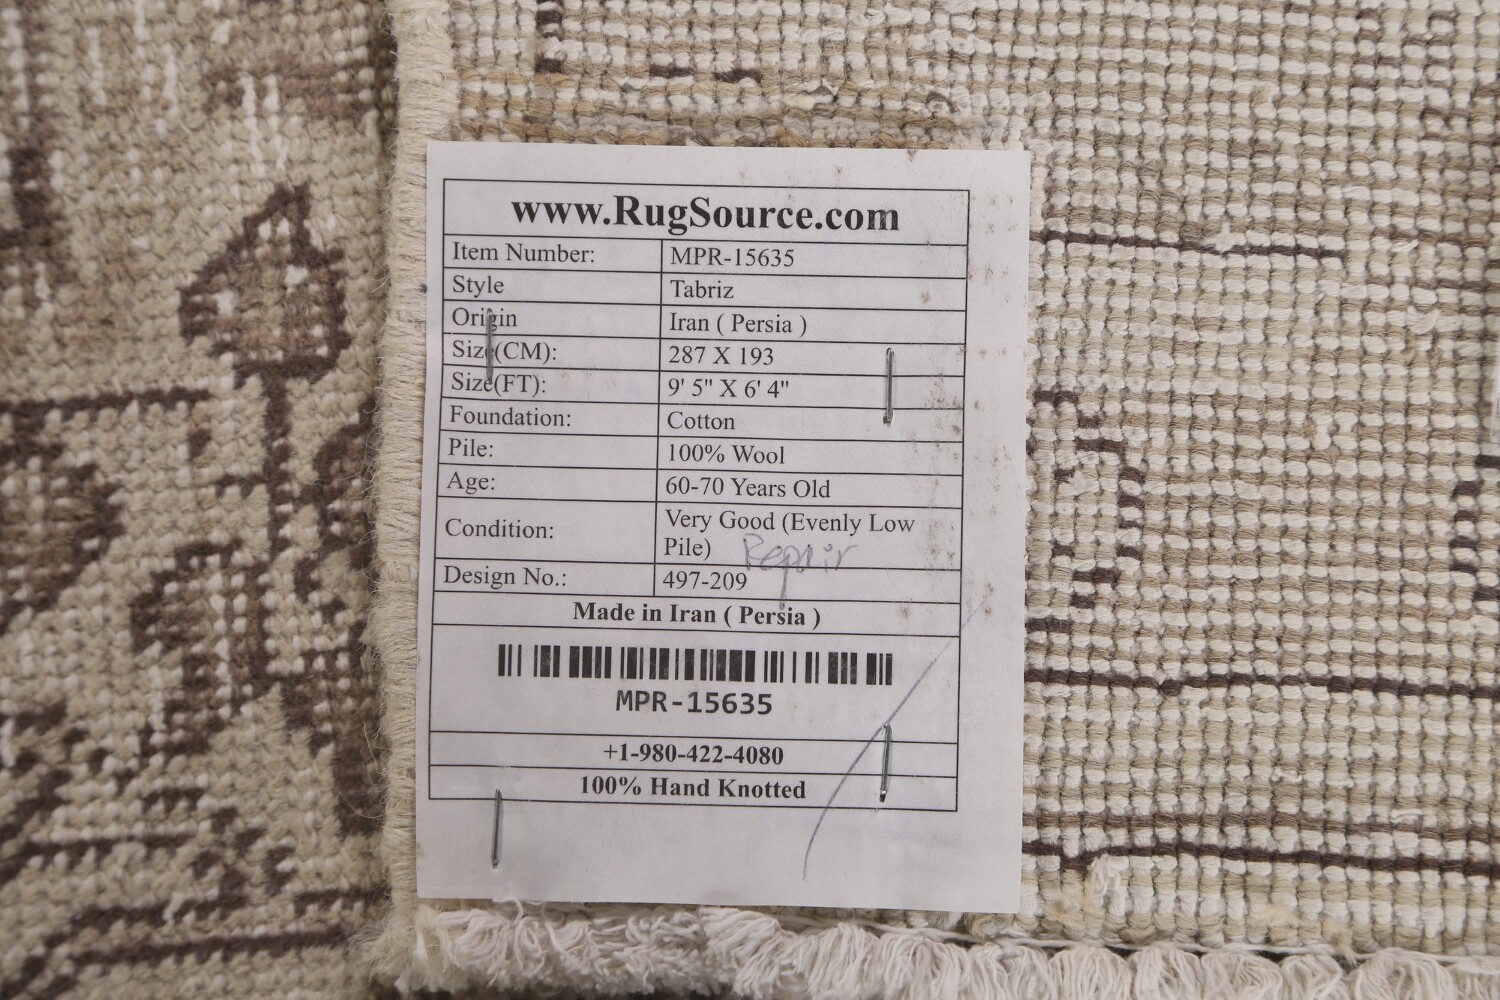 www.RugSource.com
Item Number: MPR-15635
Style Tabriz
Origin Iran ( Persia )
Size(CM): 287 X 193
Size(FT): 9' 5" X 6' 4"
Foundation: Cotton
Pile: 100% Wool
Age: 60-70 Years Old
Condition: Very Good (Evenly Low
Pile) Repair
Design No.: 497-209
Made in Iran ( Persia )
MPR-15635
+1-980-422-4080
100% Hand Knotted